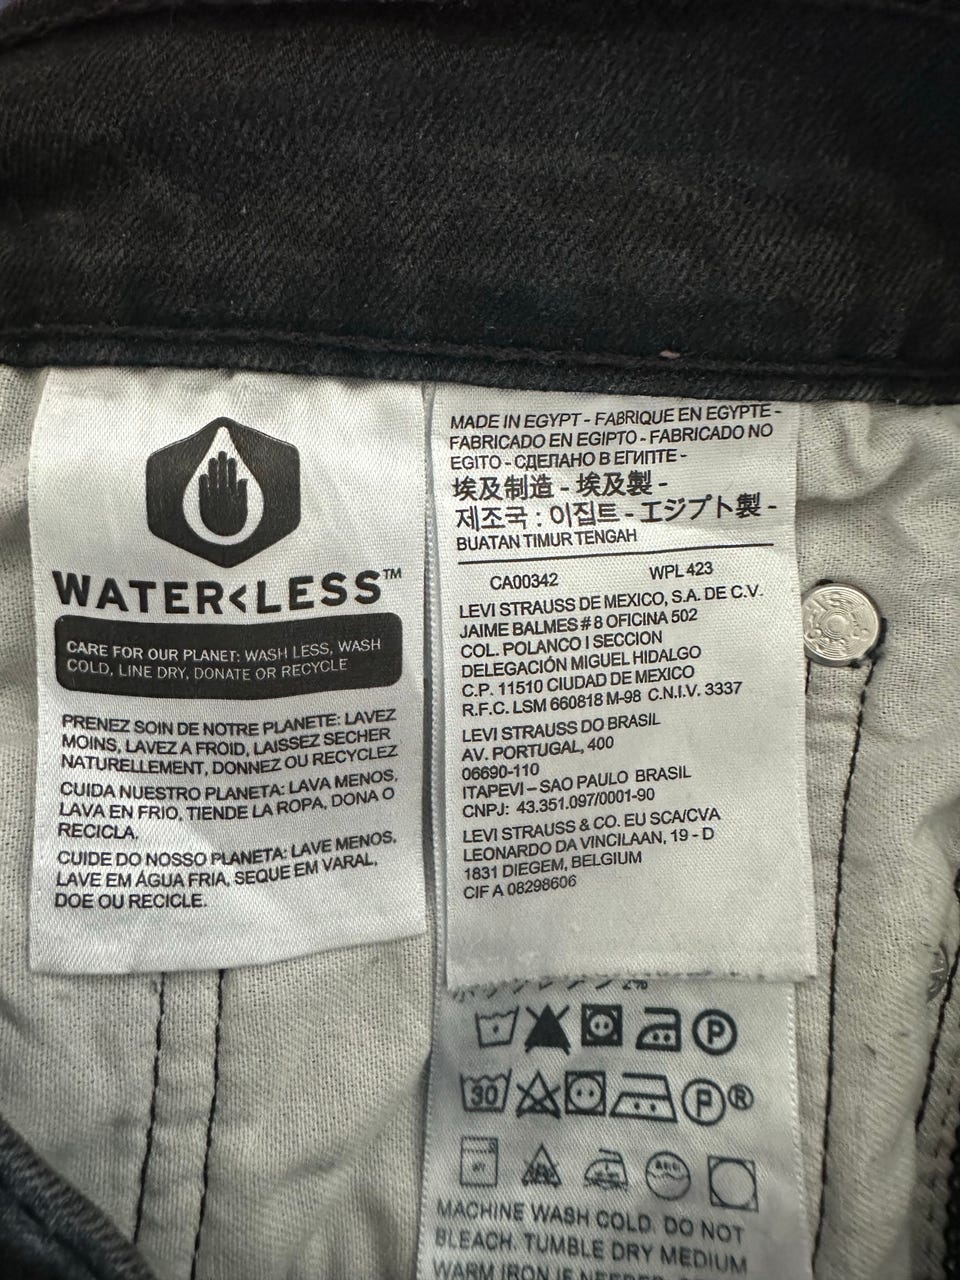 WATER<LESS™
CARE FOR OUR PLANET: WASH LESS, WASH
COLD, LINE DRY, DONATE OR RECYCLE
PRENEZ SOIN DE NOTRE PLANETE: LAVEZ
MOINS, LAVEZ A FROID, LAISSEZ SECHER
NATURELLEMENT, DONNEZ OU RECYCLEZ
CUIDA NUESTRO PLANETA: LAVA MENOS,
LAVA EN FRIO, TIENDE LA ROPA, DONA O
RECICLA.
CUIDE DO NOSSO PLANETA: LAVE MENOS,
LAVE EM ÁGUA FRIA, SEQUE EM VARAL,
DOE OU RECICLE.
MADE IN EGYPT - FABRIQUE EN EGYPTE -
FABRICADO EN EGIPTO - FABRICADO NO
EGITO - СДЕЛАНО В ЕГИПТЕ -
埃及制造 - 埃及製 -
제조국 : 이집트 - エジプト製 -
BUATAN TIMUR TENGAH
CA00342 WPL 423
LEVI STRAUSS DE MEXICO, S.A. DE C.V.
JAIME BALMES # 8 OFICINA 502
COL. POLANCO I SECCION
DELEGACIÓN MIGUEL HIDALGO
C.P. 11510 CIUDAD DE MEXICO
R.F.C. LSM 660818 M-98 C.N.I.V. 3337
LEVI STRAUSS DO BRASIL
AV. PORTUGAL, 400
06690-110
ITAPEVI – SAO PAULO BRASIL
CNPJ: 43.351.097/0001-90
LEVI STRAUSS & CO. EU SCA/CVA
LEONARDO DA VINCILAAN, 19 - D
1831 DIEGEM, BELGIUM
CIF A 08298606
P
30 P ®
MACHINE WASH COLD. DO NOT
BLEACH. TUMBLE DRY MEDIUM
WARM IRON IF NEEDED